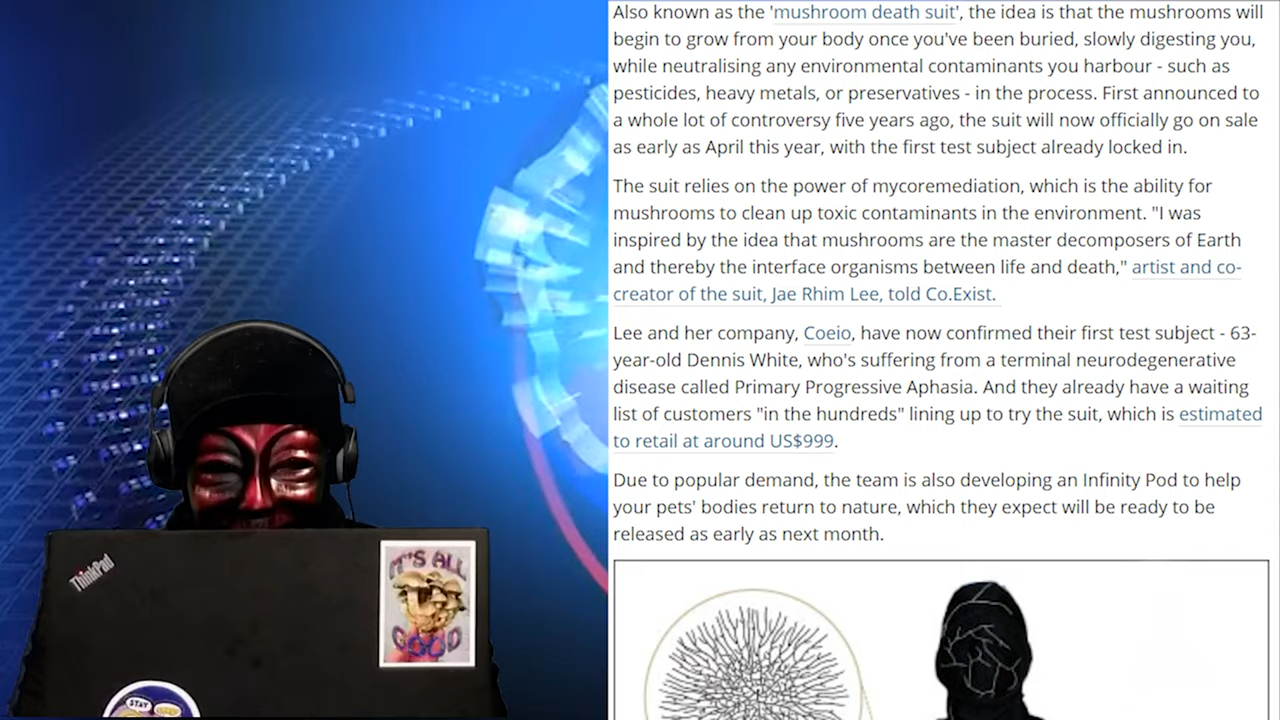 Also known as the 'mushroom death suit', the idea is that the mushrooms will
begin to grow from your body once you've been buried, slowly digesting you,
while neutralising any environmental contaminants you harbour - such as
pesticides, heavy metals, or preservatives - in the process. First announced to
a whole lot of controversy five years ago, the suit will now officially go on sale
as early as April this year, with the first test subject already locked in.
The suit relies on the power of mycoremediation, which is the ability for
mushrooms to clean up toxic contaminants in the environment. "I was
inspired by the idea that mushrooms are the master decomposers of Earth
and thereby the interface organisms between life and death," artist and co-
creator of the suit, Jae Rhim Lee, told Co.Exist.
Lee and her company, Coeio, have now confirmed their first test subject - 63-
year-old Dennis White, who's suffering from a terminal neurodegenerative
disease called Primary Progressive Aphasia. And they already have a waiting
list of customers "in the hundreds" lining up to try the suit, which is estimated
to retail at around US$999.
Due to popular demand, the team is also developing an Infinity Pod to help
your pets' bodies return to nature, which they expect will be ready to be
released as early as next month.
ThinkPad
IT'S ALL
GOOD
STAY